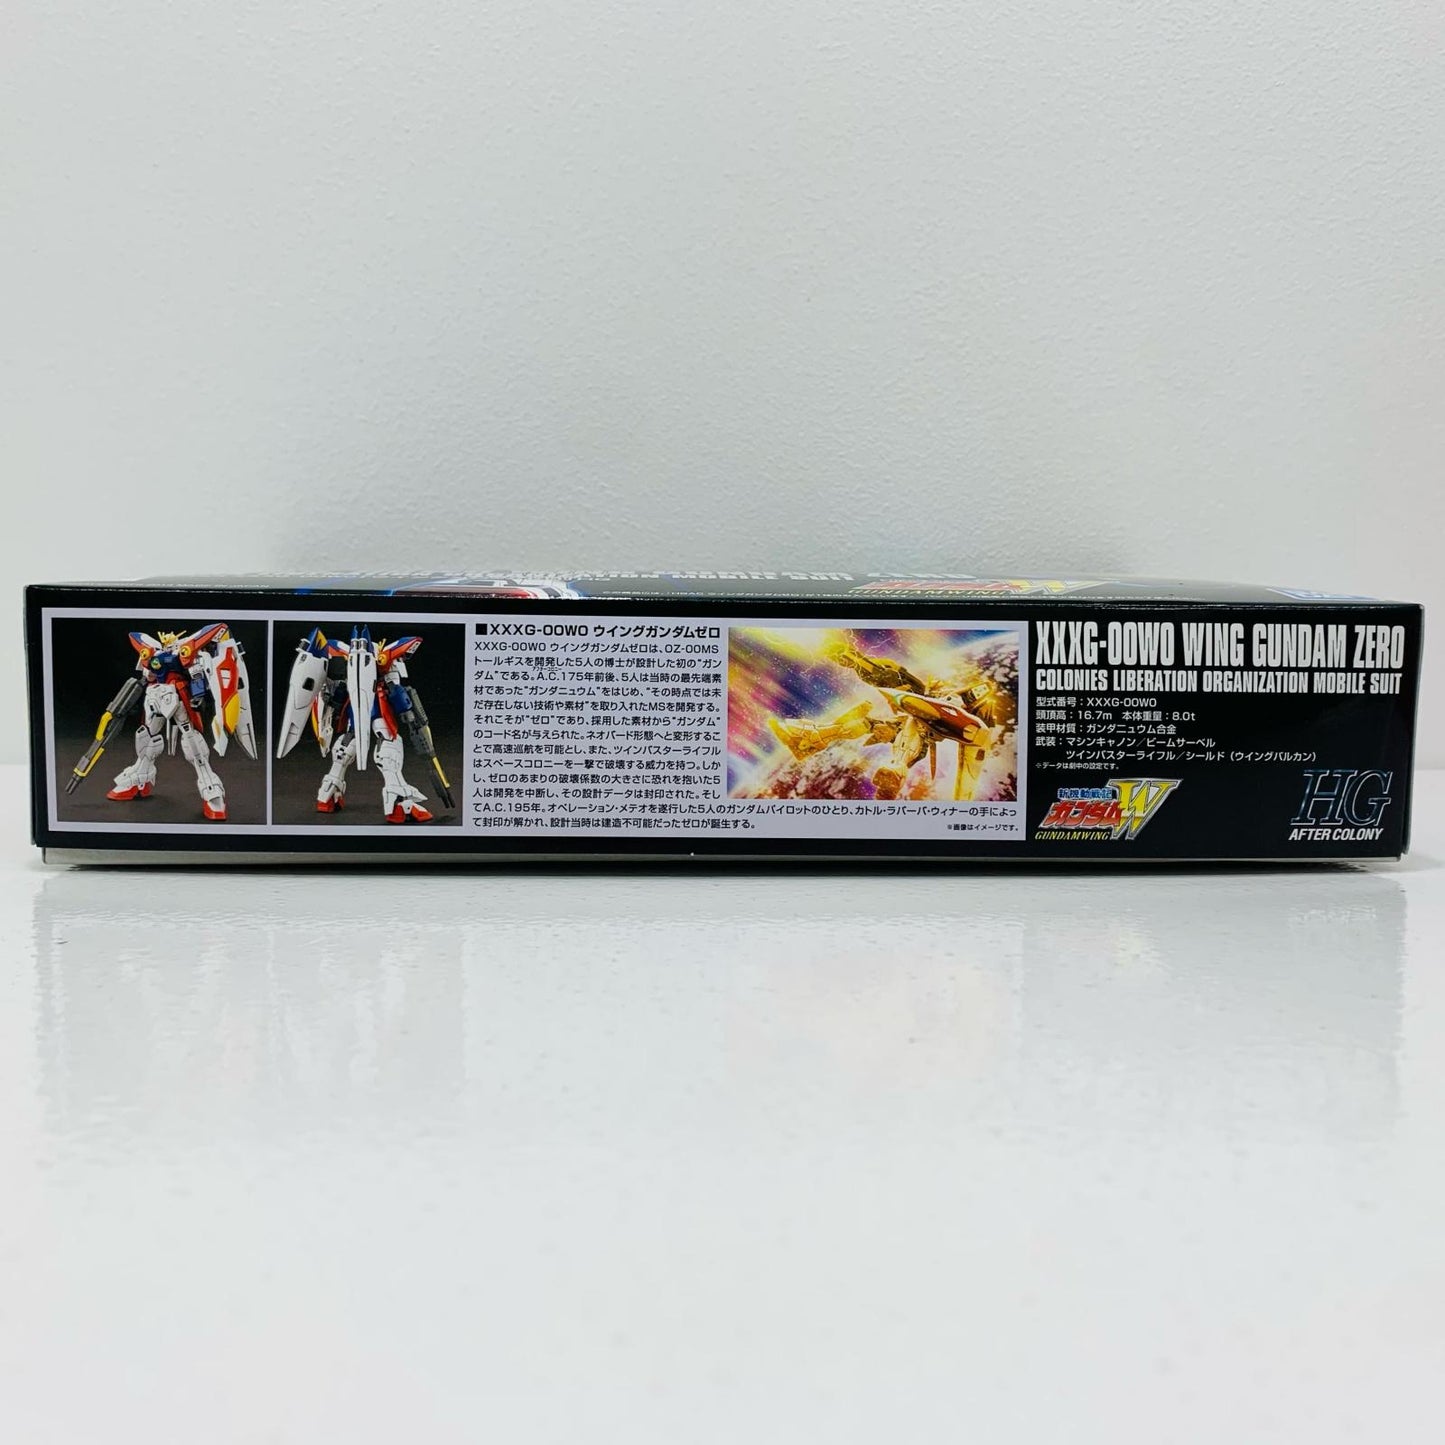 ■XXXG-00W0 ウイングガンダムゼロ
XXXG-00W0 ウイングガンダムゼロは、OZ-00MS
トールギスを開発した5人の博士が設計した初の"ガン
アフターコロニー
ダム"である。A.C.175年前後、5人は当時の最先端素
材であった"ガンダニュウム"をはじめ、"その時点では未
だ存在しない技術や素材"を取り入れたMSを開発する。
それこそが"ゼロ"であり、採用した素材から"ガンダム"
のコード名が与えられた。ネオバード形態へと変形するこ
とで高速巡航を可能とし、また、ツインバスターライフル
はスペースコロニーを一撃で破壊する威力を持つ。しか
し、ゼロのあまりの破壊係数の大きさに恐れを抱いた5
人は開発を中断し、その設計データは封印された。そし
てA.C.195年。オペレーション・メテオを遂行した5人のガンダムパイロットのひとり、カトル・ラバーバ・ウィナーの手によっ
て封印が解かれ、設計当時は建造不可能だったゼロが誕生する。
※画像はイメージです。
XXXG-00W0 WING GUNDAM ZERO
COLONIES LIBERATION ORGANIZATION MOBILE SUIT
型式番号：XXXG-00W0
頭頂高：16.7m 本体重量：8.0t
装甲材質：ガンダニュウム合金
武装：マシンキャノン／ビームサーベル
ツインバスターライフル／シールド（ウイングバルカン）
※データは劇中の設定です。
新機動戦記
ガンダムW
GUNDAM WING
HG
AFTER COLONY